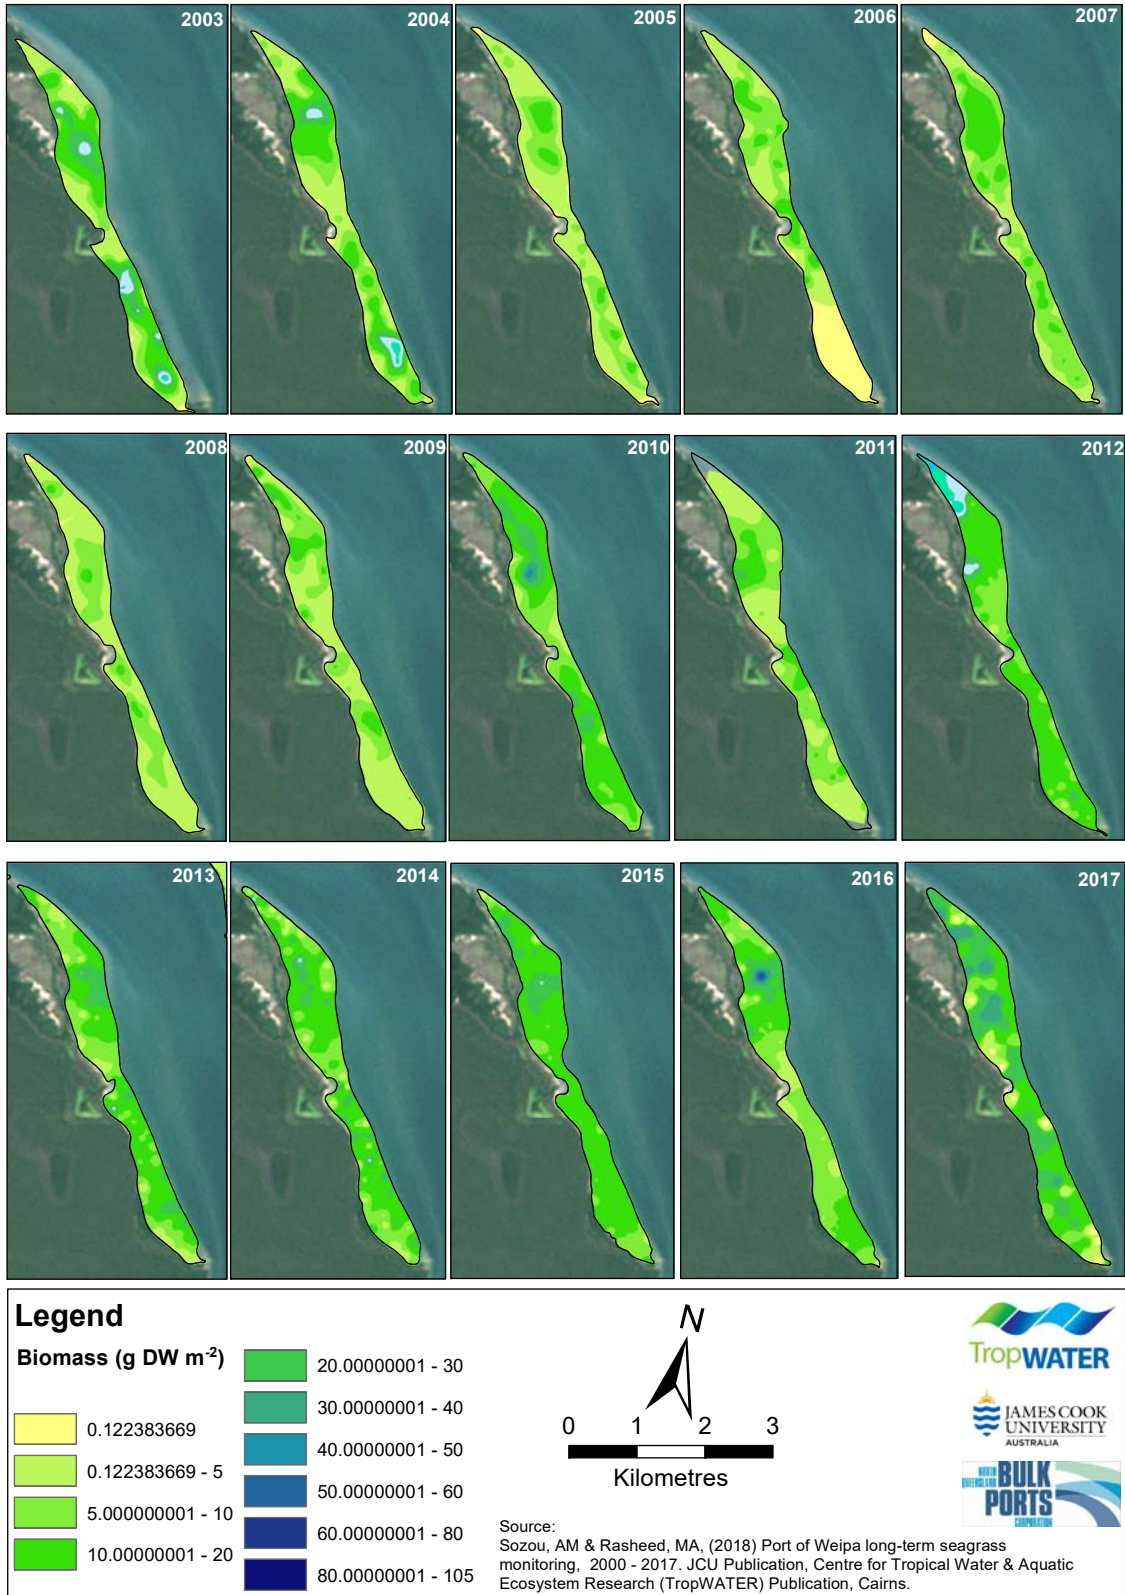 2003
2004
2005
2006
2007
2008
2009
2010
2011
2012
2013
2014
2015
2016
2017
Legend
Biomass (g DW m-2)
0.122383669
0.122383669 - 5
5.000000001 - 10
10.00000001 - 20
20.00000001 - 30
30.00000001 - 40
40.00000001 - 50
50.00000001 - 60
60.00000001 - 80
80.00000001 - 105
N
0 1 2 3
Kilometres
TropWATER
JAMES COOK
UNIVERSITY
AUSTRALIA
NORTH
QUEENSLAND
BULK
PORTS
CORPORATION
Source:
Sozou, AM & Rasheed, MA, (2018) Port of Weipa long-term seagrass
monitoring, 2000 - 2017. JCU Publication, Centre for Tropical Water & Aquatic
Ecosystem Research (TropWATER) Publication, Cairns.